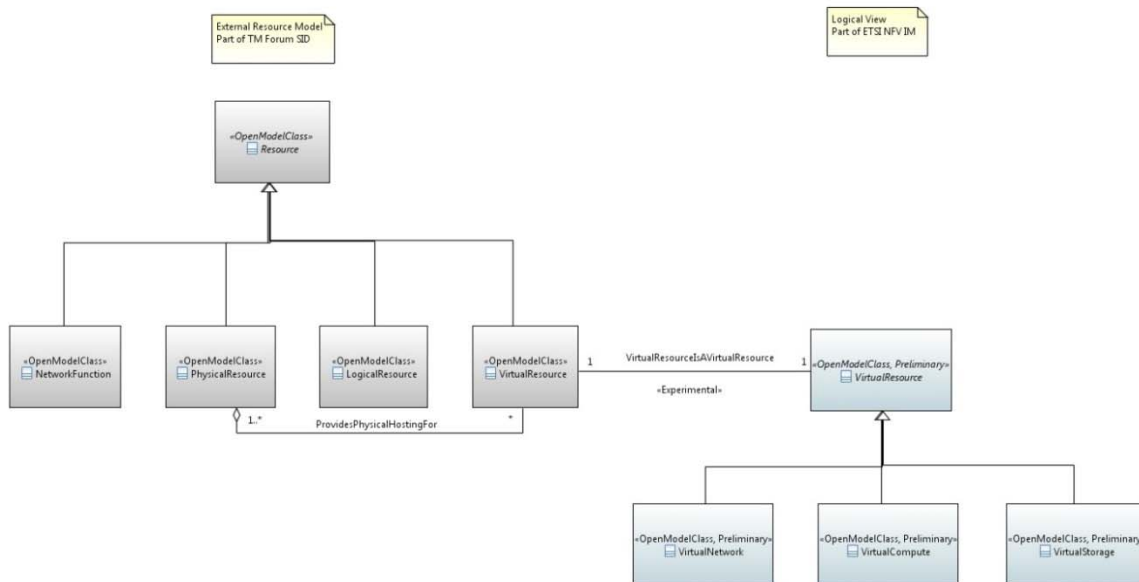 External Resource Model
Part of TM Forum SID
Logical View
Part of ETSI NFV IM
«OpenModelClass»
Resource
«OpenModelClass»
NetworkFunction
«OpenModelClass»
PhysicalResource
«OpenModelClass»
LogicalResource
«OpenModelClass»
VirtualResource
1
VirtualResourceIsAVirtualResource
1
«Experimental»
«OpenModelClass, Preliminary»
VirtualResource
1..*
ProvidesPhysicalHostingFor
*
«OpenModelClass, Preliminary»
VirtualNetwork
«OpenModelClass, Preliminary»
VirtualCompute
«OpenModelClass, Preliminary»
VirtualStorage